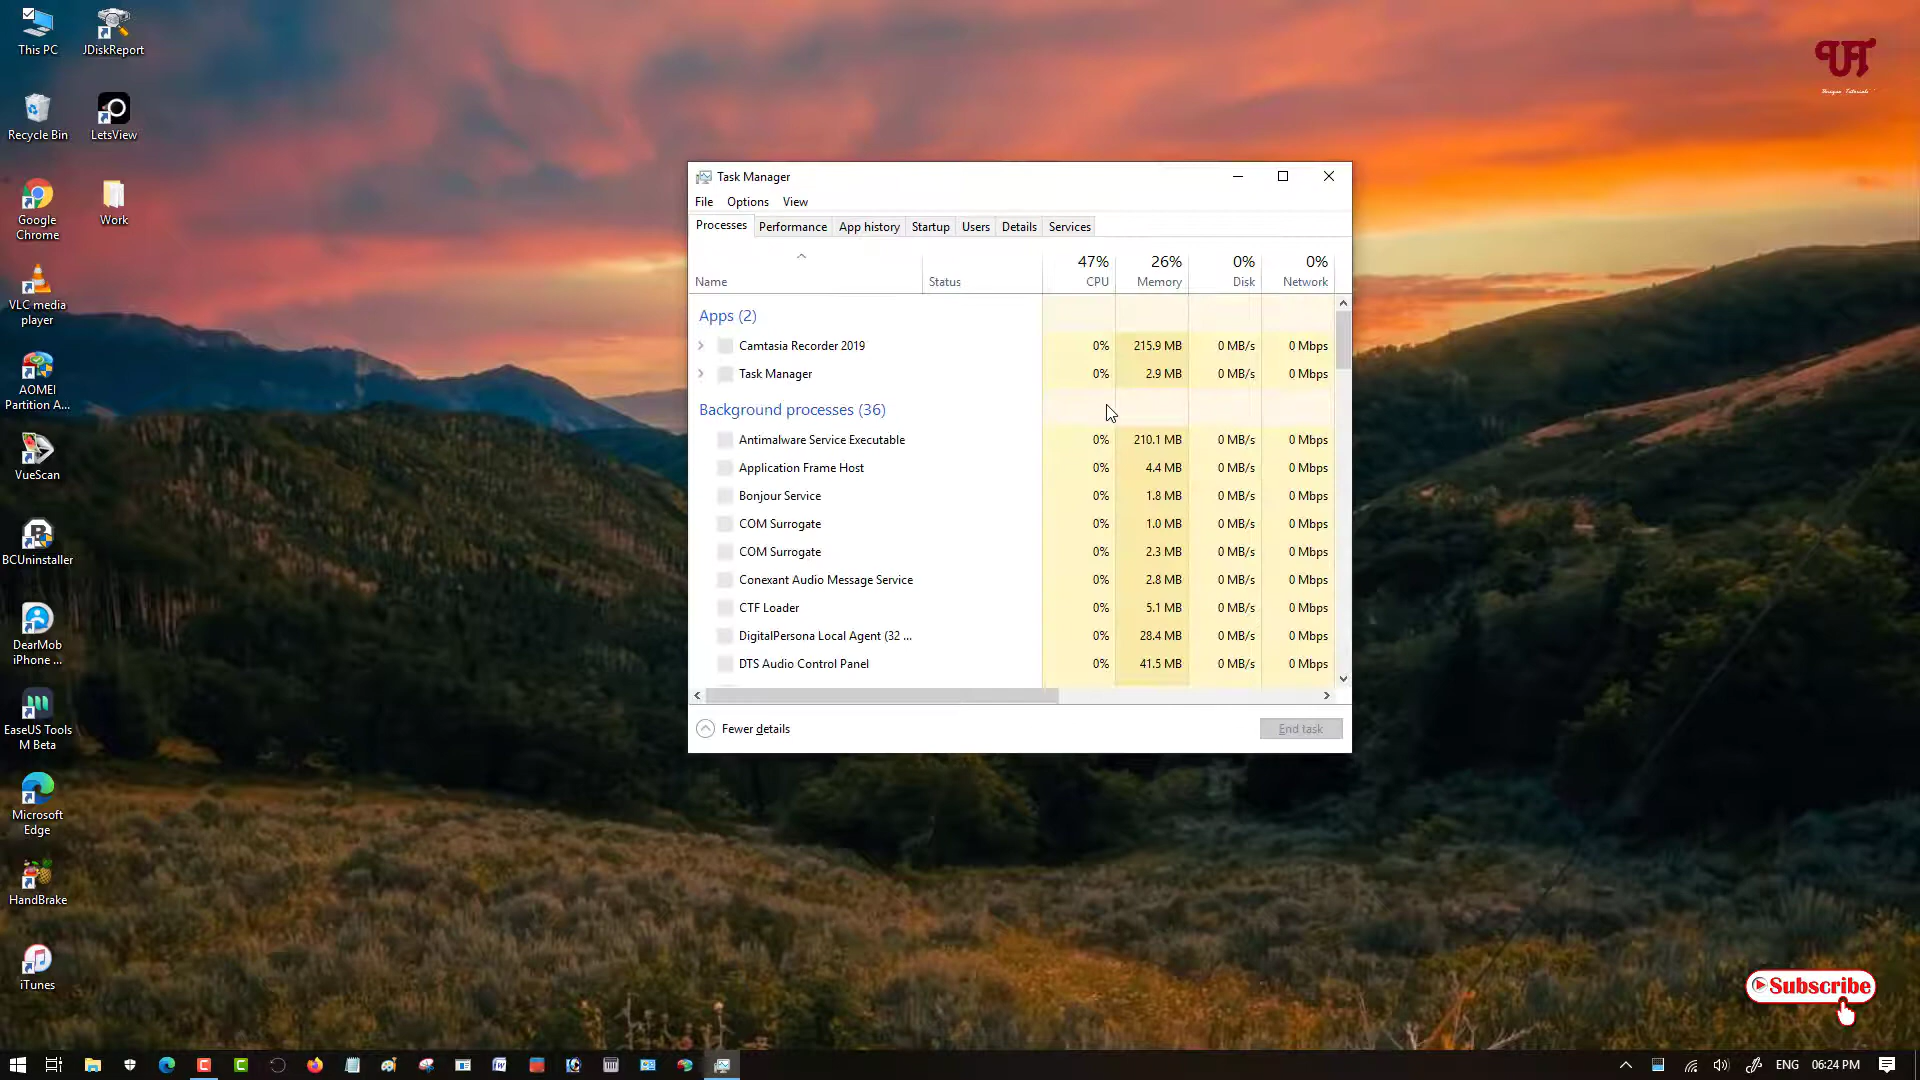 This PC
JDiskReport
Recycle Bin
LetsView
Google
Chrome
Work
VLC media
player
AOMEI
Partition A...
VueScan
BCUninstaller
DearMob
iPhone ...
EaseUS Tools
M Beta
Microsoft
Edge
HandBrake
iTunes
UT
Unique Tutorials
Task Manager
File Options View
Processes Performance App history Startup Users Details Services
47% 26% 0% 0%
Name Status CPU Memory Disk Network
Apps (2)
Camtasia Recorder 2019 0% 215.9 MB 0 MB/s 0 Mbps
Task Manager 0% 2.9 MB 0 MB/s 0 Mbps
Background processes (36)
Antimalware Service Executable 0% 210.1 MB 0 MB/s 0 Mbps
Application Frame Host 0% 4.4 MB 0 MB/s 0 Mbps
Bonjour Service 0% 1.8 MB 0 MB/s 0 Mbps
COM Surrogate 0% 1.0 MB 0 MB/s 0 Mbps
COM Surrogate 0% 2.3 MB 0 MB/s 0 Mbps
Conexant Audio Message Service 0% 2.8 MB 0 MB/s 0 Mbps
CTF Loader 0% 5.1 MB 0 MB/s 0 Mbps
DigitalPersona Local Agent (32 ... 0% 28.4 MB 0 MB/s 0 Mbps
DTS Audio Control Panel 0% 41.5 MB 0 MB/s 0 Mbps
Fewer details
End task
Subscribe
ENG 06:24 PM